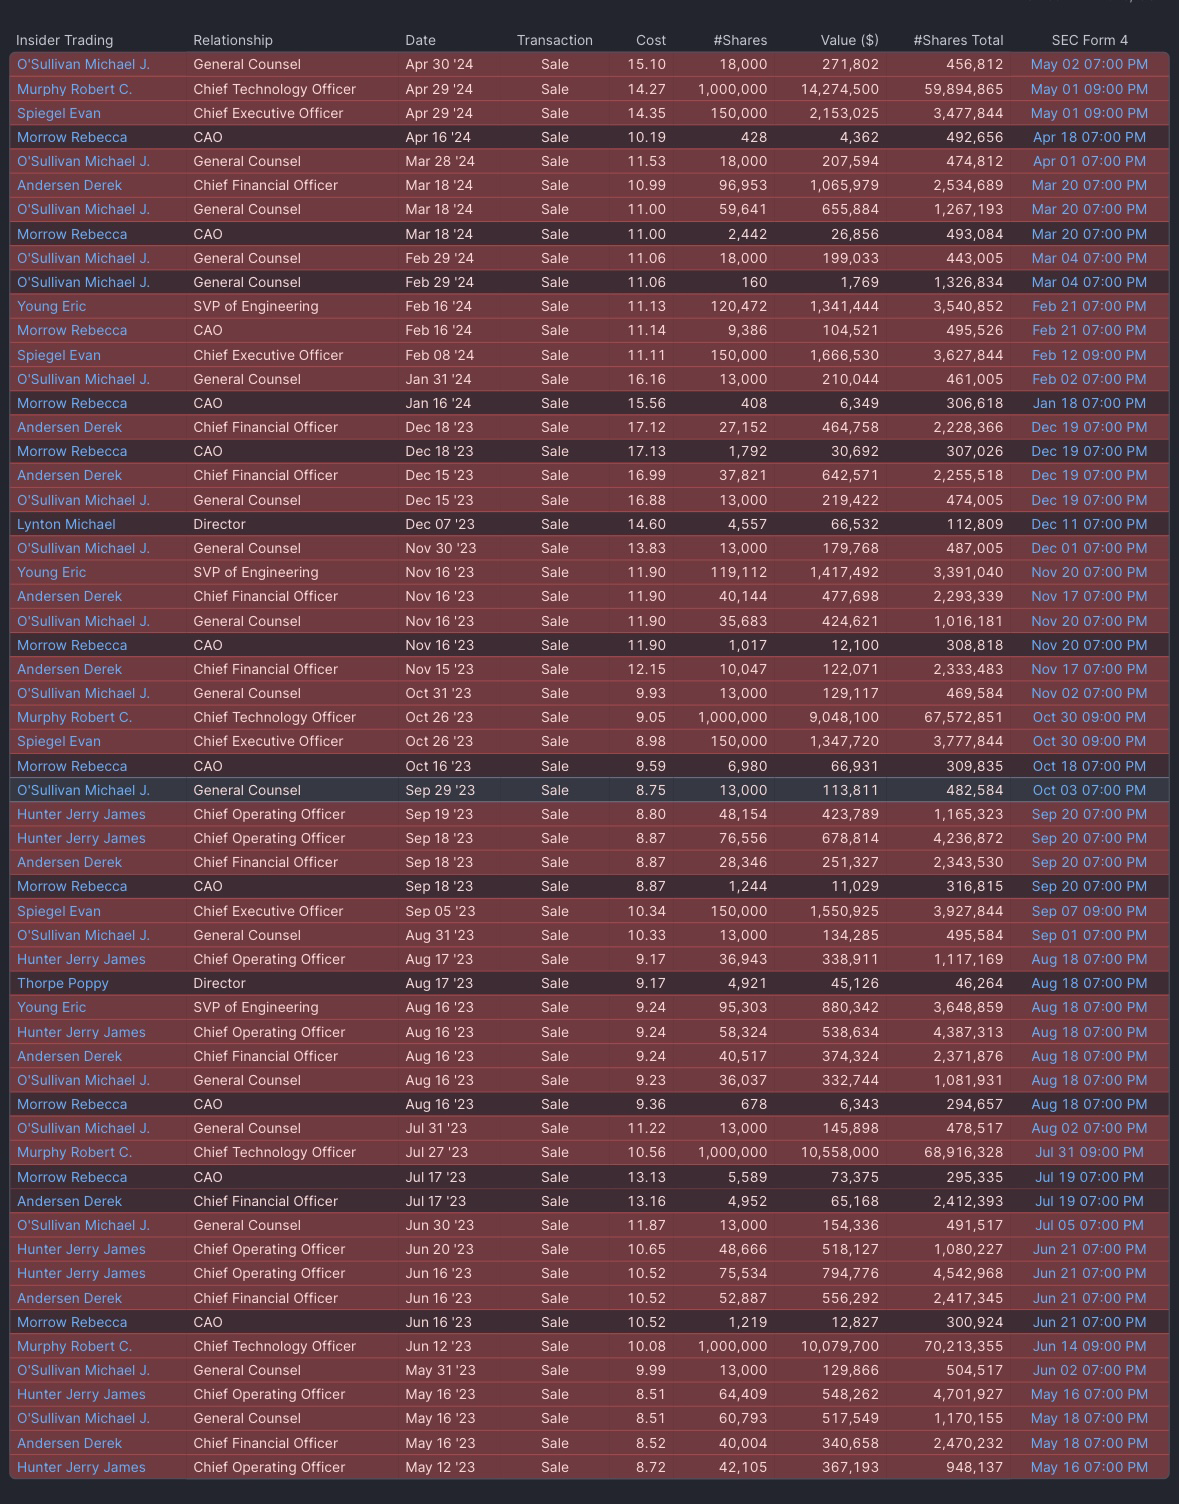 Insider Trading Relationship Date Transaction Cost #Shares Value ($) #Shares Total SEC Form 4
O'Sullivan Michael J. General Counsel Apr 30 '24 Sale 15.10 18,000 271,802 456,812 May 02 07:00 PM
Murphy Robert C. Chief Technology Officer Apr 29 '24 Sale 14.27 1,000,000 14,274,500 59,894,865 May 01 09:00 PM
Spiegel Evan Chief Executive Officer Apr 29 '24 Sale 14.35 150,000 2,153,025 3,477,844 May 01 09:00 PM
Morrow Rebecca CAO Apr 16 '24 Sale 10.19 428 4,362 492,656 Apr 18 07:00 PM
O'Sullivan Michael J. General Counsel Mar 28 '24 Sale 11.53 18,000 207,594 474,812 Apr 01 07:00 PM
Andersen Derek Chief Financial Officer Mar 18 '24 Sale 10.99 96,953 1,065,979 2,534,689 Mar 20 07:00 PM
O'Sullivan Michael J. General Counsel Mar 18 '24 Sale 11.00 59,641 655,884 1,267,193 Mar 20 07:00 PM
Morrow Rebecca CAO Mar 18 '24 Sale 11.00 2,442 26,856 493,084 Mar 20 07:00 PM
O'Sullivan Michael J. General Counsel Feb 29 '24 Sale 11.06 18,000 199,033 443,005 Mar 04 07:00 PM
O'Sullivan Michael J. General Counsel Feb 29 '24 Sale 11.06 160 1,769 1,326,834 Mar 04 07:00 PM
Young Eric SVP of Engineering Feb 16 '24 Sale 11.13 120,472 1,341,444 3,540,852 Feb 21 07:00 PM
Morrow Rebecca CAO Feb 16 '24 Sale 11.14 9,386 104,521 495,526 Feb 21 07:00 PM
Spiegel Evan Chief Executive Officer Feb 08 '24 Sale 11.11 150,000 1,666,530 3,627,844 Feb 12 09:00 PM
O'Sullivan Michael J. General Counsel Jan 31 '24 Sale 16.16 13,000 210,044 461,005 Feb 02 07:00 PM
Morrow Rebecca CAO Jan 16 '24 Sale 15.56 408 6,349 306,618 Jan 18 07:00 PM
Andersen Derek Chief Financial Officer Dec 18 '23 Sale 17.12 27,152 464,758 2,228,366 Dec 19 07:00 PM
Morrow Rebecca CAO Dec 18 '23 Sale 17.13 1,792 30,692 307,026 Dec 19 07:00 PM
Andersen Derek Chief Financial Officer Dec 15 '23 Sale 16.99 37,821 642,571 2,255,518 Dec 19 07:00 PM
O'Sullivan Michael J. General Counsel Dec 15 '23 Sale 16.88 13,000 219,422 474,005 Dec 19 07:00 PM
Lynton Michael Director Dec 07 '23 Sale 14.60 4,557 66,532 112,809 Dec 11 07:00 PM
O'Sullivan Michael J. General Counsel Nov 30 '23 Sale 13.83 13,000 179,768 487,005 Dec 01 07:00 PM
Young Eric SVP of Engineering Nov 16 '23 Sale 11.90 119,112 1,417,492 3,391,040 Nov 20 07:00 PM
Andersen Derek Chief Financial Officer Nov 16 '23 Sale 11.90 40,144 477,698 2,293,339 Nov 17 07:00 PM
O'Sullivan Michael J. General Counsel Nov 16 '23 Sale 11.90 35,683 424,621 1,016,181 Nov 20 07:00 PM
Morrow Rebecca CAO Nov 16 '23 Sale 11.90 1,017 12,100 308,818 Nov 20 07:00 PM
Andersen Derek Chief Financial Officer Nov 15 '23 Sale 12.15 10,047 122,071 2,333,483 Nov 17 07:00 PM
O'Sullivan Michael J. General Counsel Oct 31 '23 Sale 9.93 13,000 129,117 469,584 Nov 02 07:00 PM
Murphy Robert C. Chief Technology Officer Oct 26 '23 Sale 9.05 1,000,000 9,048,100 67,572,851 Oct 30 09:00 PM
Spiegel Evan Chief Executive Officer Oct 26 '23 Sale 8.98 150,000 1,347,720 3,777,844 Oct 30 09:00 PM
Morrow Rebecca CAO Oct 16 '23 Sale 9.59 6,980 66,931 309,835 Oct 18 07:00 PM
O'Sullivan Michael J. General Counsel Sep 29 '23 Sale 8.75 13,000 113,811 482,584 Oct 03 07:00 PM
Hunter Jerry James Chief Operating Officer Sep 19 '23 Sale 8.80 48,154 423,789 1,165,323 Sep 20 07:00 PM
Hunter Jerry James Chief Operating Officer Sep 18 '23 Sale 8.87 76,556 678,814 4,236,872 Sep 20 07:00 PM
Andersen Derek Chief Financial Officer Sep 18 '23 Sale 8.87 28,346 251,327 2,343,530 Sep 20 07:00 PM
Morrow Rebecca CAO Sep 18 '23 Sale 8.87 1,244 11,029 316,815 Sep 20 07:00 PM
Spiegel Evan Chief Executive Officer Sep 05 '23 Sale 10.34 150,000 1,550,925 3,927,844 Sep 07 09:00 PM
O'Sullivan Michael J. General Counsel Aug 31 '23 Sale 10.33 13,000 134,285 495,584 Sep 01 07:00 PM
Hunter Jerry James Chief Operating Officer Aug 17 '23 Sale 9.17 36,943 338,911 1,117,169 Aug 18 07:00 PM
Thorpe Poppy Director Aug 17 '23 Sale 9.17 4,921 45,126 46,264 Aug 18 07:00 PM
Young Eric SVP of Engineering Aug 16 '23 Sale 9.24 95,303 880,342 3,648,859 Aug 18 07:00 PM
Hunter Jerry James Chief Operating Officer Aug 16 '23 Sale 9.24 58,324 538,634 4,387,313 Aug 18 07:00 PM
Andersen Derek Chief Financial Officer Aug 16 '23 Sale 9.24 40,517 374,324 2,371,876 Aug 18 07:00 PM
O'Sullivan Michael J. General Counsel Aug 16 '23 Sale 9.23 36,037 332,744 1,081,931 Aug 18 07:00 PM
Morrow Rebecca CAO Aug 16 '23 Sale 9.36 678 6,343 294,657 Aug 18 07:00 PM
O'Sullivan Michael J. General Counsel Jul 31 '23 Sale 11.22 13,000 145,898 478,517 Aug 02 07:00 PM
Murphy Robert C. Chief Technology Officer Jul 27 '23 Sale 10.56 1,000,000 10,558,000 68,916,328 Jul 31 09:00 PM
Morrow Rebecca CAO Jul 17 '23 Sale 13.13 5,589 73,375 295,335 Jul 19 07:00 PM
Andersen Derek Chief Financial Officer Jul 17 '23 Sale 13.16 4,952 65,168 2,412,393 Jul 19 07:00 PM
O'Sullivan Michael J. General Counsel Jun 30 '23 Sale 11.87 13,000 154,336 491,517 Jul 05 07:00 PM
Hunter Jerry James Chief Operating Officer Jun 20 '23 Sale 10.65 48,666 518,127 1,080,227 Jun 21 07:00 PM
Hunter Jerry James Chief Operating Officer Jun 16 '23 Sale 10.52 75,534 794,776 4,542,968 Jun 21 07:00 PM
Andersen Derek Chief Financial Officer Jun 16 '23 Sale 10.52 52,887 556,292 2,417,345 Jun 21 07:00 PM
Morrow Rebecca CAO Jun 16 '23 Sale 10.52 1,219 12,827 300,924 Jun 21 07:00 PM
Murphy Robert C. Chief Technology Officer Jun 12 '23 Sale 10.08 1,000,000 10,079,700 70,213,355 Jun 14 09:00 PM
O'Sullivan Michael J. General Counsel May 31 '23 Sale 9.99 13,000 129,866 504,517 Jun 02 07:00 PM
Hunter Jerry James Chief Operating Officer May 16 '23 Sale 8.51 64,409 548,262 4,701,927 May 16 07:00 PM
O'Sullivan Michael J. General Counsel May 16 '23 Sale 8.51 60,793 517,549 1,170,155 May 18 07:00 PM
Andersen Derek Chief Financial Officer May 16 '23 Sale 8.52 40,004 340,658 2,470,232 May 18 07:00 PM
Hunter Jerry James Chief Operating Officer May 12 '23 Sale 8.72 42,105 367,193 948,137 May 16 07:00 PM